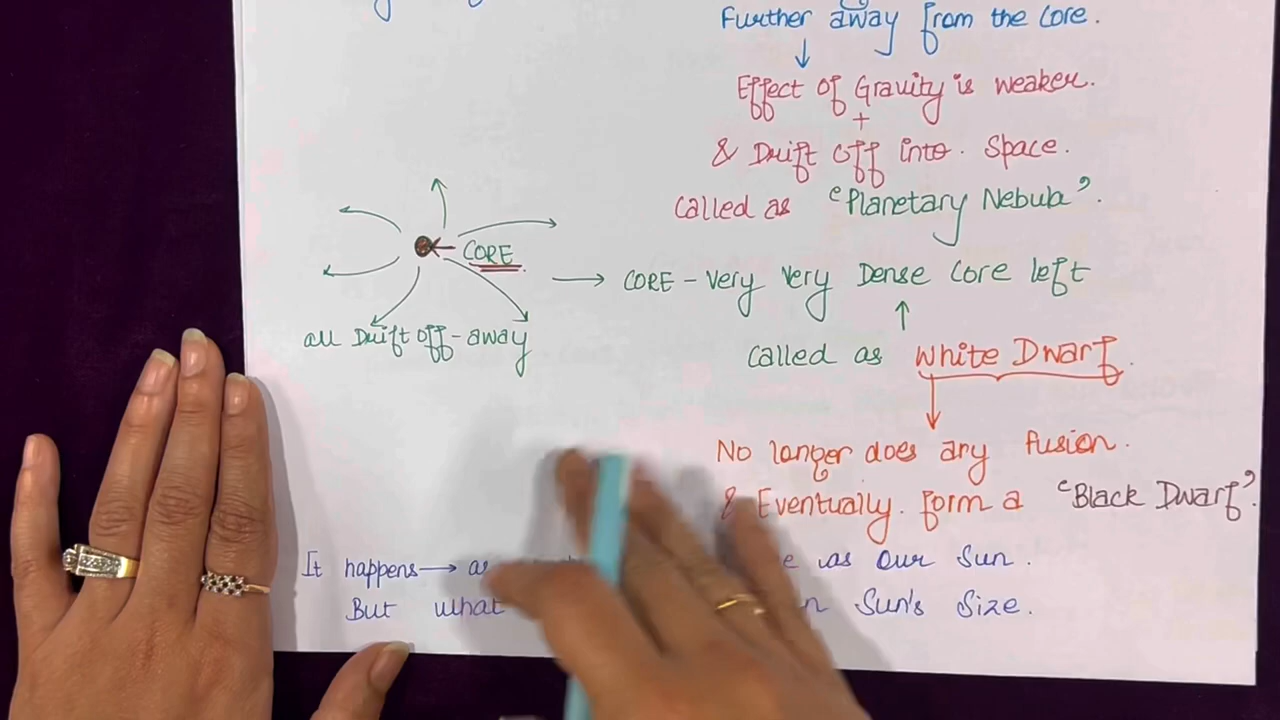 Further away from the Core.
Effect of Gravity is weaker.
+
& Drift off into. Space.
Called as "Planetary Nebula".
CORE
CORE - Very Very Dense Core left
all Drift off - away
Called as White Dwarf.
No longer does any fusion.
& Eventually. form a "Black Dwarf".
It happens → as as our Sun.
But what Sun's Size.